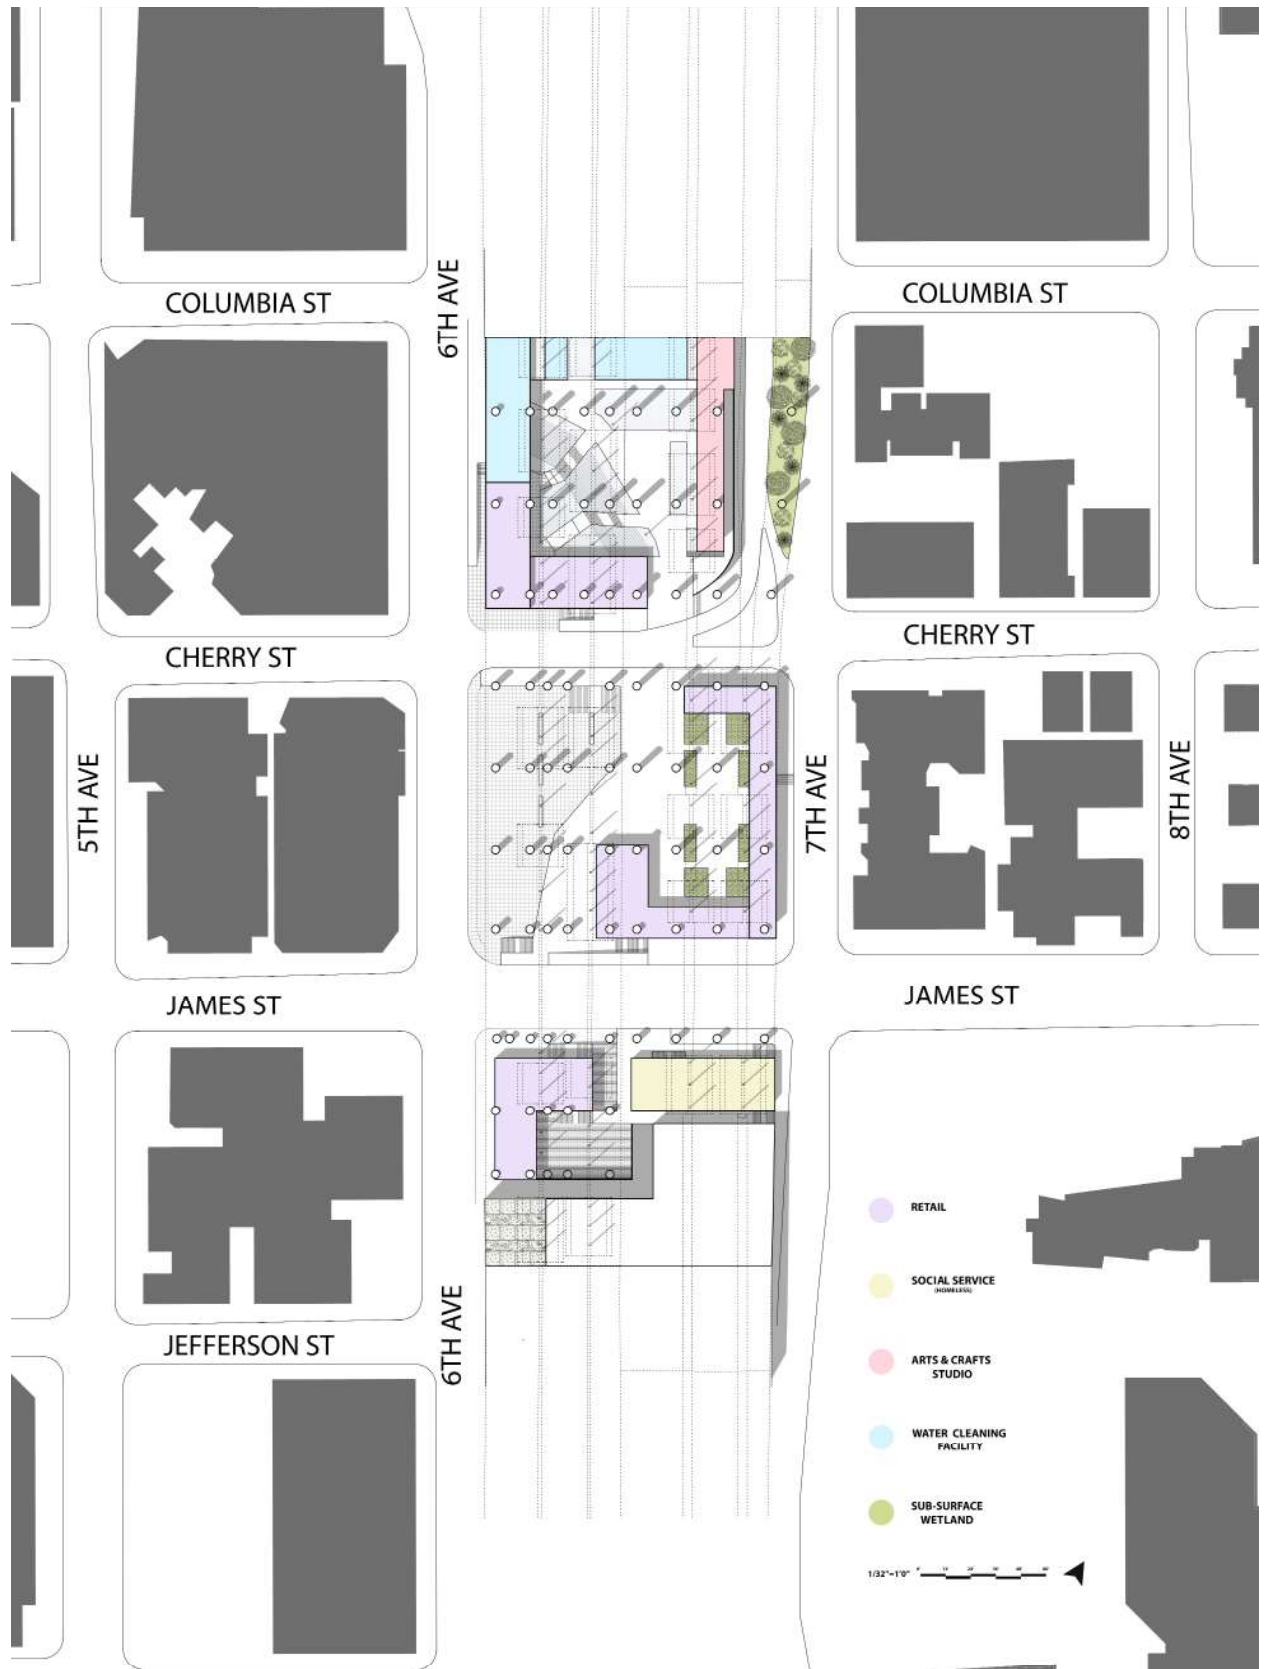 6TH AVE
COLUMBIA ST
COLUMBIA ST
CHERRY ST
CHERRY ST
5TH AVE
7TH AVE
8TH AVE
JAMES ST
JAMES ST
RETAIL
SOCIAL SERVICE
(HOMELESS)
6TH AVE
JEFFERSON ST
ARTS & CRAFTS
STUDIO
WATER CLEANING
FACILITY
SUB-SURFACE
WETLAND
1/32"=1'0"